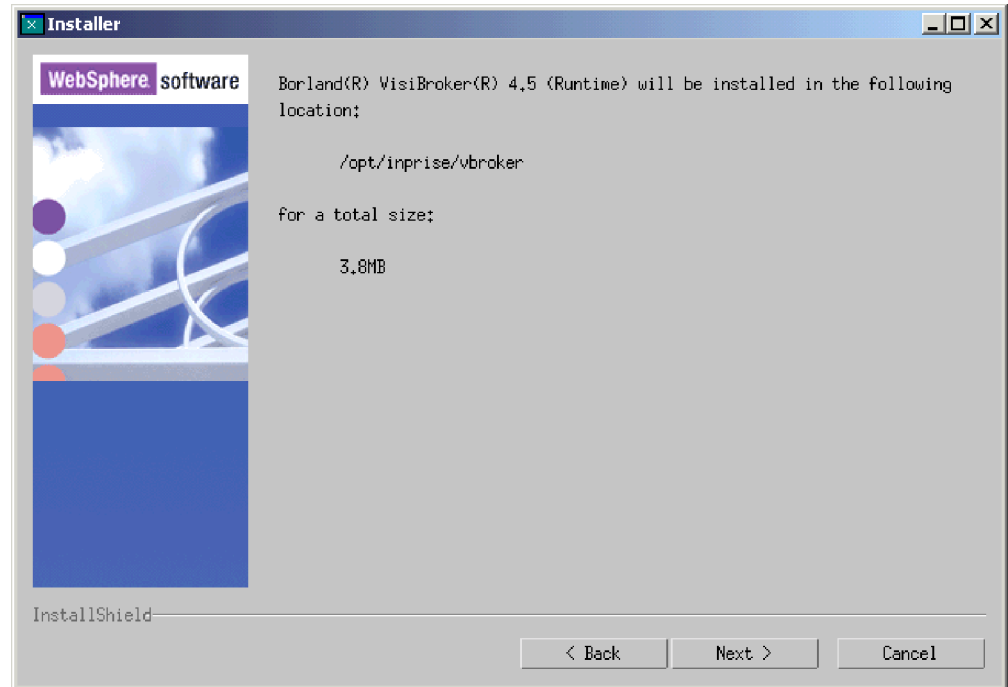 Installer
WebSphere software
Borland(R) VisiBroker(R) 4.5 (Runtime) will be installed in the following
location:
/opt/inprise/vbroker
for a total size:
3.8MB
InstallShield
< Back
Next >
Cancel